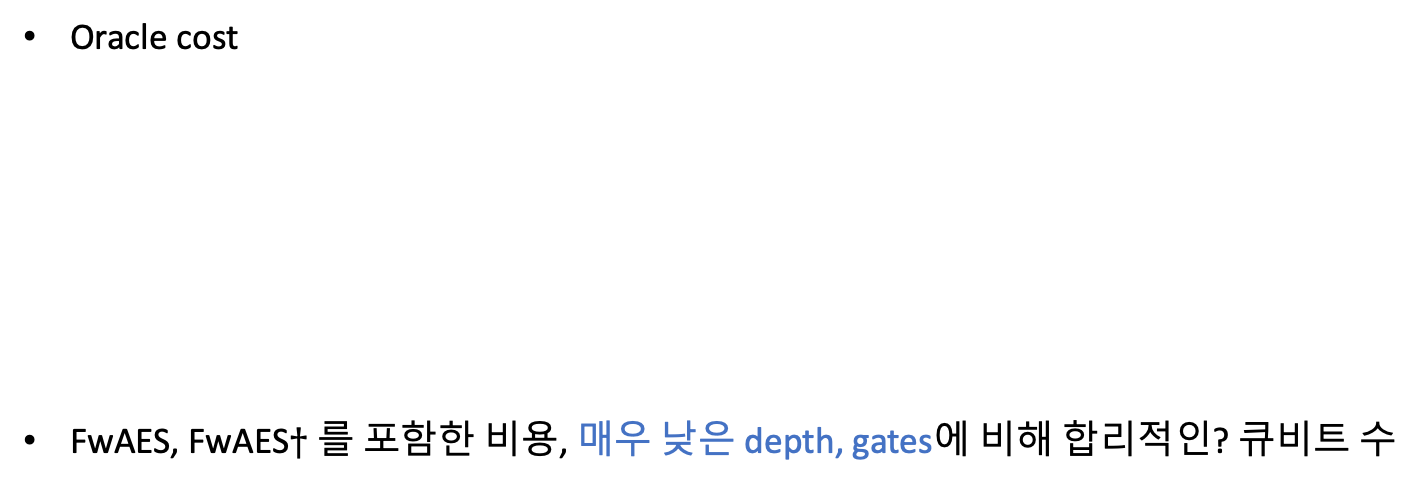 • Oracle cost
• FwAES, FwAES† 를 포함한 비용, 매우 낮은 depth, gates에 비해 합리적인? 큐비트 수